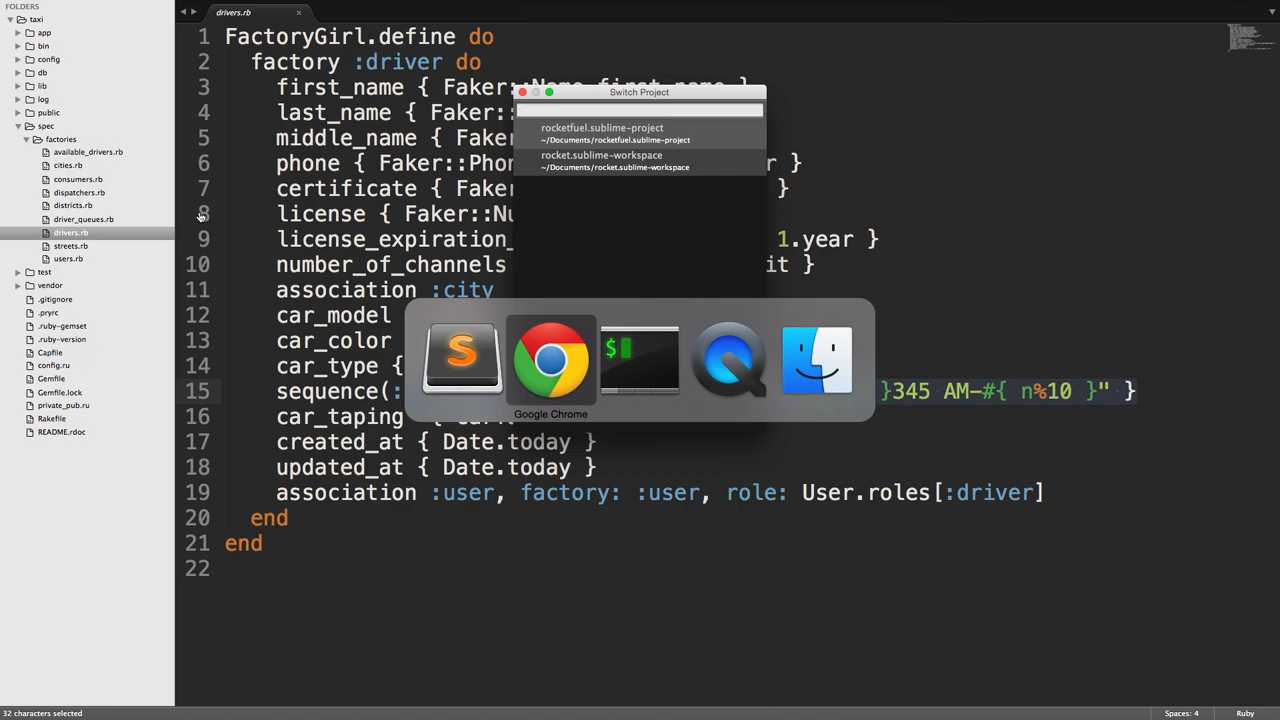 FOLDERS
taxi
app
bin
config
db
lib
log
public
spec
factories
available_drivers.rb
cities.rb
consumers.rb
dispatchers.rb
districts.rb
driver_queues.rb
drivers.rb
streets.rb
users.rb
test
vendor
.gitignore
.pryrc
.ruby-gemset
.ruby-version
Capfile
config.ru
Gemfile
Gemfile.lock
private_pub.ru
Rakefile
README.rdoc
drivers.rb
1 FactoryGirl.define do
2 factory :driver do
3 first_name { Faker::Name.first_name }
4 last_name { Faker::
5 middle_name { Faker
6 phone { Faker::Phon r }
7 certificate { Fake }
8 license { Faker::Nu
9 license_expiration_ 1.year }
10 number_of_channels it }
11 association :city
12 car_model
13 car_color
14 car_type {
15 sequence(: }345 AM-#{ n%10 }" }
16 car_taping
17 created_at { Date.today }
18 updated_at { Date.today }
19 association :user, factory: :user, role: User.roles[:driver]
20 end
21 end
22
Switch Project
rocketfuel.sublime-project
~/Documents/rocketfuel.sublime-project
rocket.sublime-workspace
~/Documents/rocket.sublime-workspace
S
$
Google Chrome
32 characters selected
Spaces: 4
Ruby